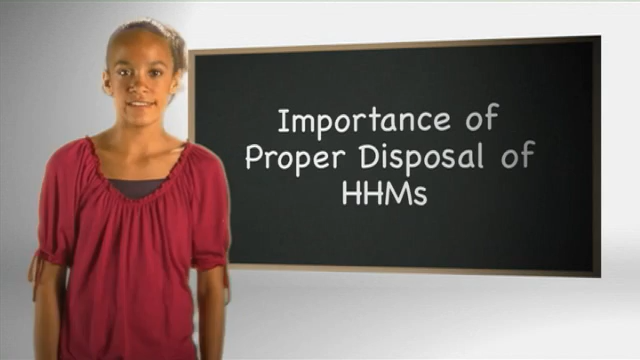 Importance of
Proper Disposal of
HHMs